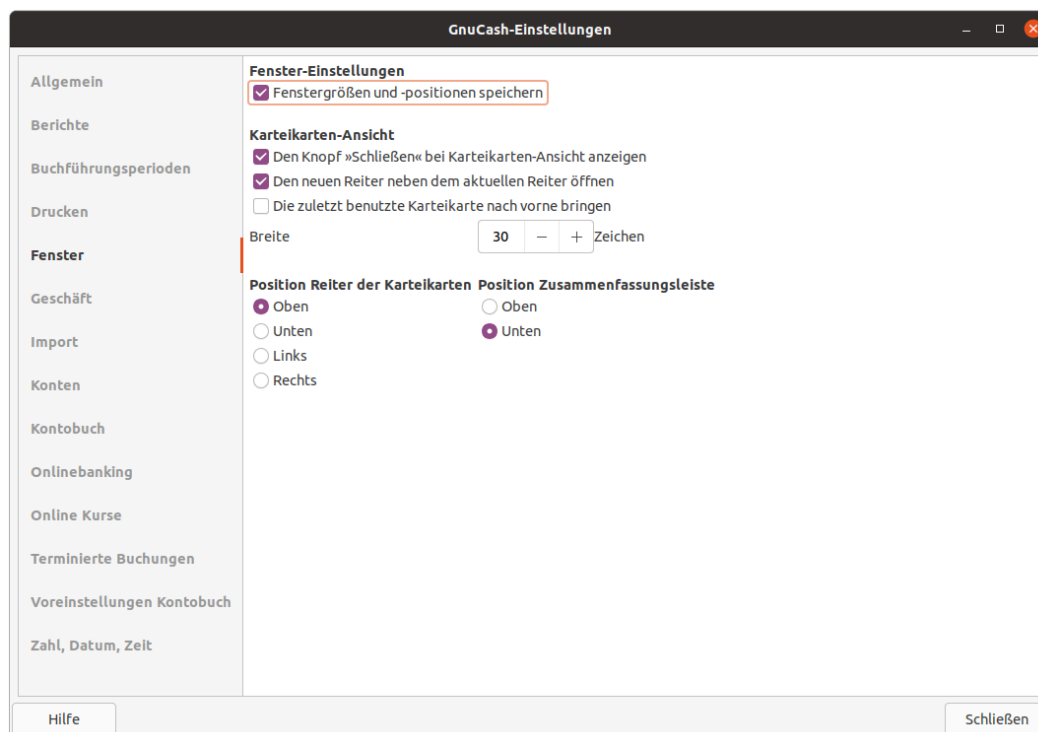 GnuCash-Einstellungen
Allgemein
Berichte
Buchführungsperioden
Drucken
Fenster
Geschäft
Import
Konten
Kontobuch
Onlinebanking
Online Kurse
Terminierte Buchungen
Voreinstellungen Kontobuch
Zahl, Datum, Zeit
Fenster-Einstellungen
Fenstergrößen und -positionen speichern
Karteikarten-Ansicht
Den Knopf »Schließen« bei Karteikarten-Ansicht anzeigen
Den neuen Reiter neben dem aktuellen Reiter öffnen
Die zuletzt benutzte Karteikarte nach vorne bringen
Breite 30 Zeichen
Position Reiter der Karteikarten
Oben
Unten
Links
Rechts
Position Zusammenfassungsleiste
Oben
Unten
Hilfe
Schließen